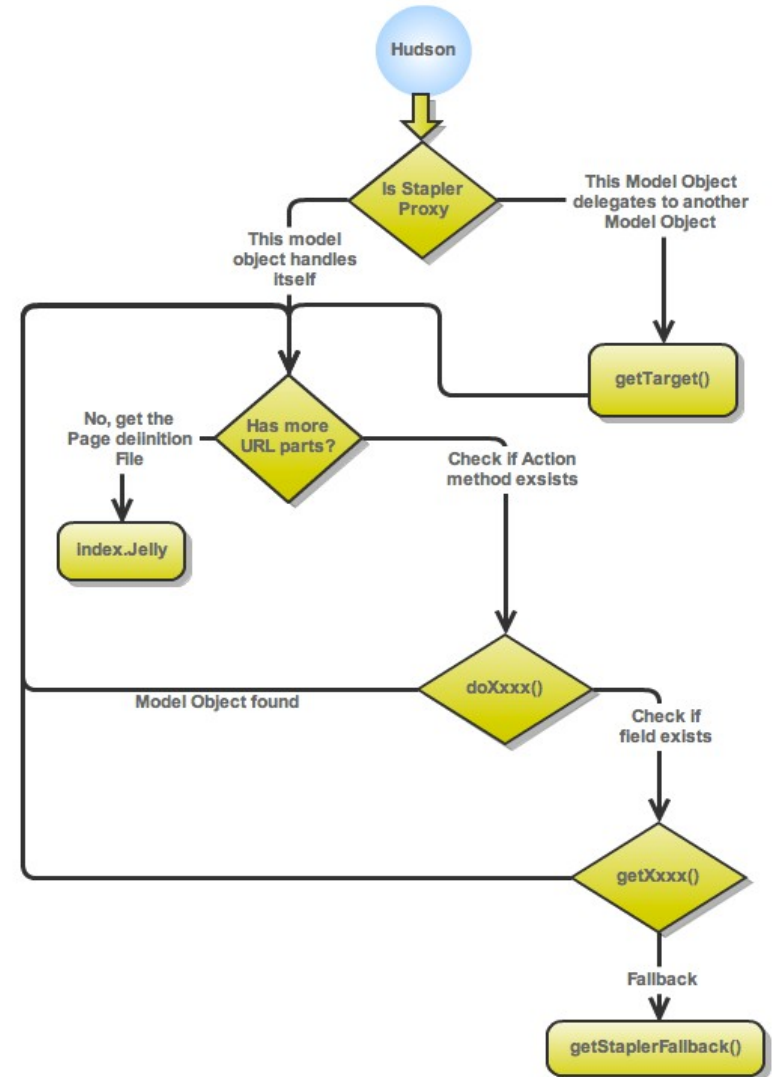 Hudson
Is Stapler
Proxy
This Model Object
delegates to another
Model Object
This model
object handles
itself
getTarget()
No, get the
Page deiinition
File
Has more
URL parts?
Check if Action
method exsists
index.Jelly
doXxxx()
Model Object found
Check if
field exists
getXxxx()
Fallback
getStaplerFallback()